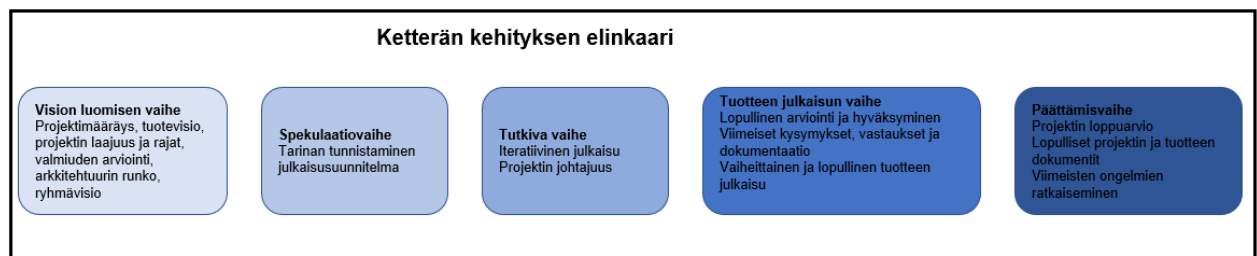 Ketterän kehityksen elinkaari
Vision luomisen vaihe
Projektimääräys, tuotevisio,
projektin laajuus ja rajat,
valmiuden arviointi,
arkkitehtuurin runko,
ryhmävisio
Spekulaatiovaihe
Tarinan tunnistaminen
julkaisusuunnitelma
Tutkiva vaihe
Iteratiivinen julkaisu
Projektin johtajuus
Tuotteen julkaisun vaihe
Lopullinen arviointi ja hyväksyminen
Viimeiset kysymykset, vastaukset ja
dokumentaatio
Vaiheittainen ja lopullinen tuotteen
julkaisu
Päättämisvaihe
Projektin loppuarvio
Lopulliset projektin ja tuotteen
dokumentit
Viimeisten ongelmien
ratkaiseminen